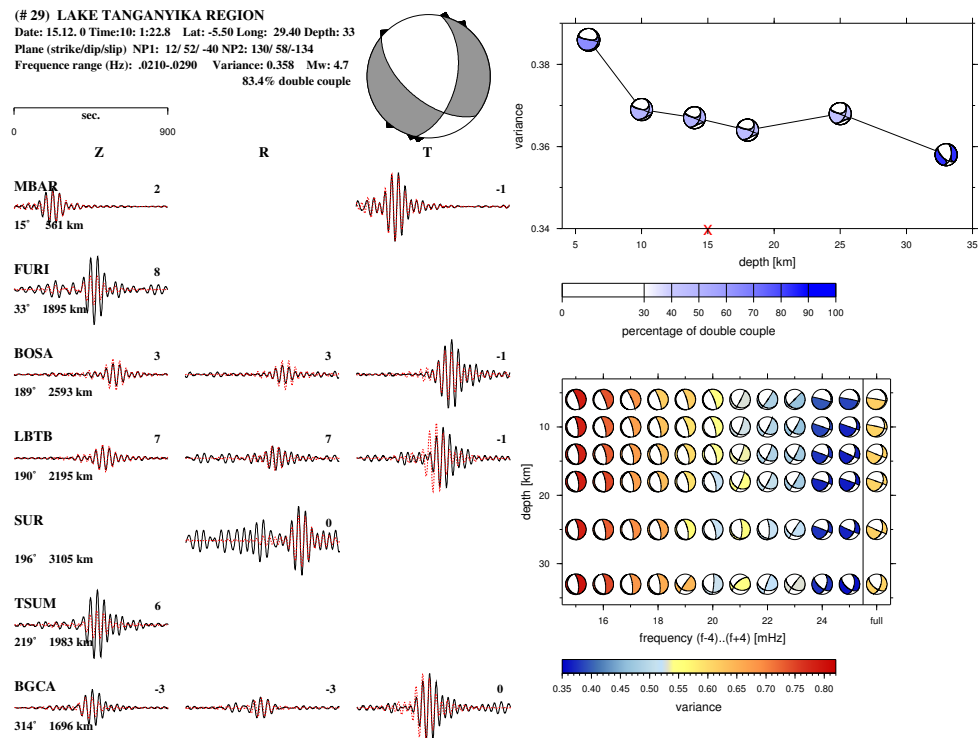 (# 29) LAKE TANGANYIKA REGION
Date: 15.12. 0 Time:10: 1:22.8 Lat: -5.50 Long: 29.40 Depth: 33
Plane (strike/dip/slip) NP1: 12/ 52/ -40 NP2: 130/ 58/-134
Frequency range (Hz): .0210-.0290 Variance: 0.358 Mw: 4.7
83.4% double couple
sec.
0 900
Z R T
MBAR 2 -1
15° 561 km
FURI 8
33° 1895 km
BOSA 3 3 -1
189° 2593 km
LBTB 7 7 -1
190° 2195 km
SUR 0
196° 3105 km
TSUM 6
219° 1983 km
BGCA -3 -3 0
314° 1696 km
0.38
0.36
0.34
variance
5 10 15 20 25 30 35
depth [km]
0 30 40 50 60 70 80 90 100
percentage of double couple
10
20
30
depth [km]
16 18 20 22 24 full
frequency (f-4)..(f+4) [mHz]
0.35 0.40 0.45 0.50 0.55 0.60 0.65 0.70 0.75 0.80
variance